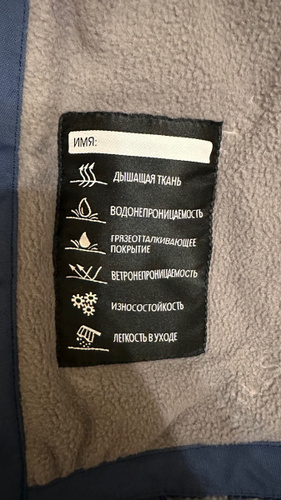 ИМЯ:
ДЫШАЩАЯ ТКАНЬ
ВОДОНЕПРОНИЦАЕМОСТЬ
ГРЯЗЕОТТАЛКИВАЮЩЕЕ
ПОКРЫТИЕ
ВЕТРОНЕПРОНИЦАЕМОСТЬ
ИЗНОСОСТОЙКОСТЬ
ЛЕГКОСТЬ В УХОДЕ